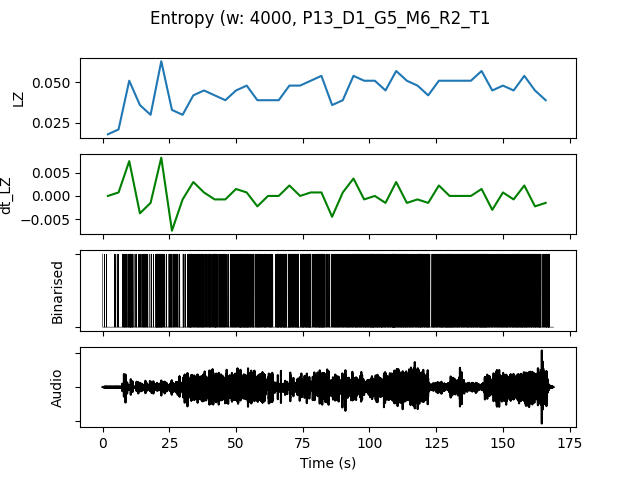 Entropy (w: 4000, P13_D1_G5_M6_R2_T1
LZ
0.050
0.025
dt_LZ
0.005
0.000
−0.005
Binarised
Audio
0 25 50 75 100 125 150 175
Time (s)